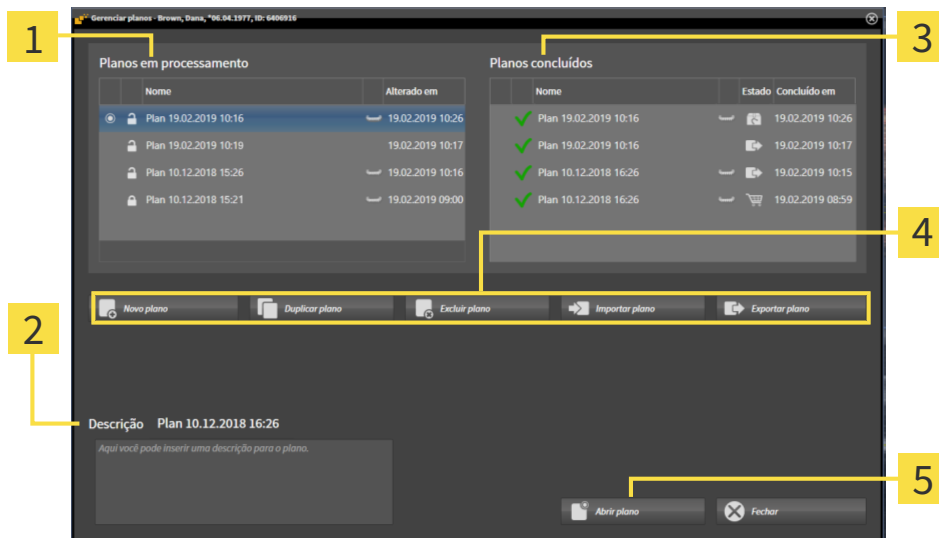 Gerenciar planos - Brown, Dana, *06.04.1977, ID: 6406916
1
3
Planos em processamento
Planos concluídos
Nome Alterado em
Nome Estado Concluído em
Plan 19.02.2019 10:16 19.02.2019 10:26
Plan 19.02.2019 10:19 19.02.2019 10:17
Plan 10.12.2018 15:26 19.02.2019 10:16
Plan 10.12.2018 15:21 19.02.2019 09:00
Plan 19.02.2019 10:16 19.02.2019 10:26
Plan 19.02.2019 10:16 19.02.2019 10:17
Plan 10.12.2018 16:26 19.02.2019 10:15
Plan 10.12.2018 16:26 19.02.2019 08:59
4
Novo plano Duplicar plano Excluir plano Importar plano Exportar plano
2
Descrição Plan 10.12.2018 16:26
Aqui você pode inserir uma descrição para o plano.
5
Abrir plano Fechar